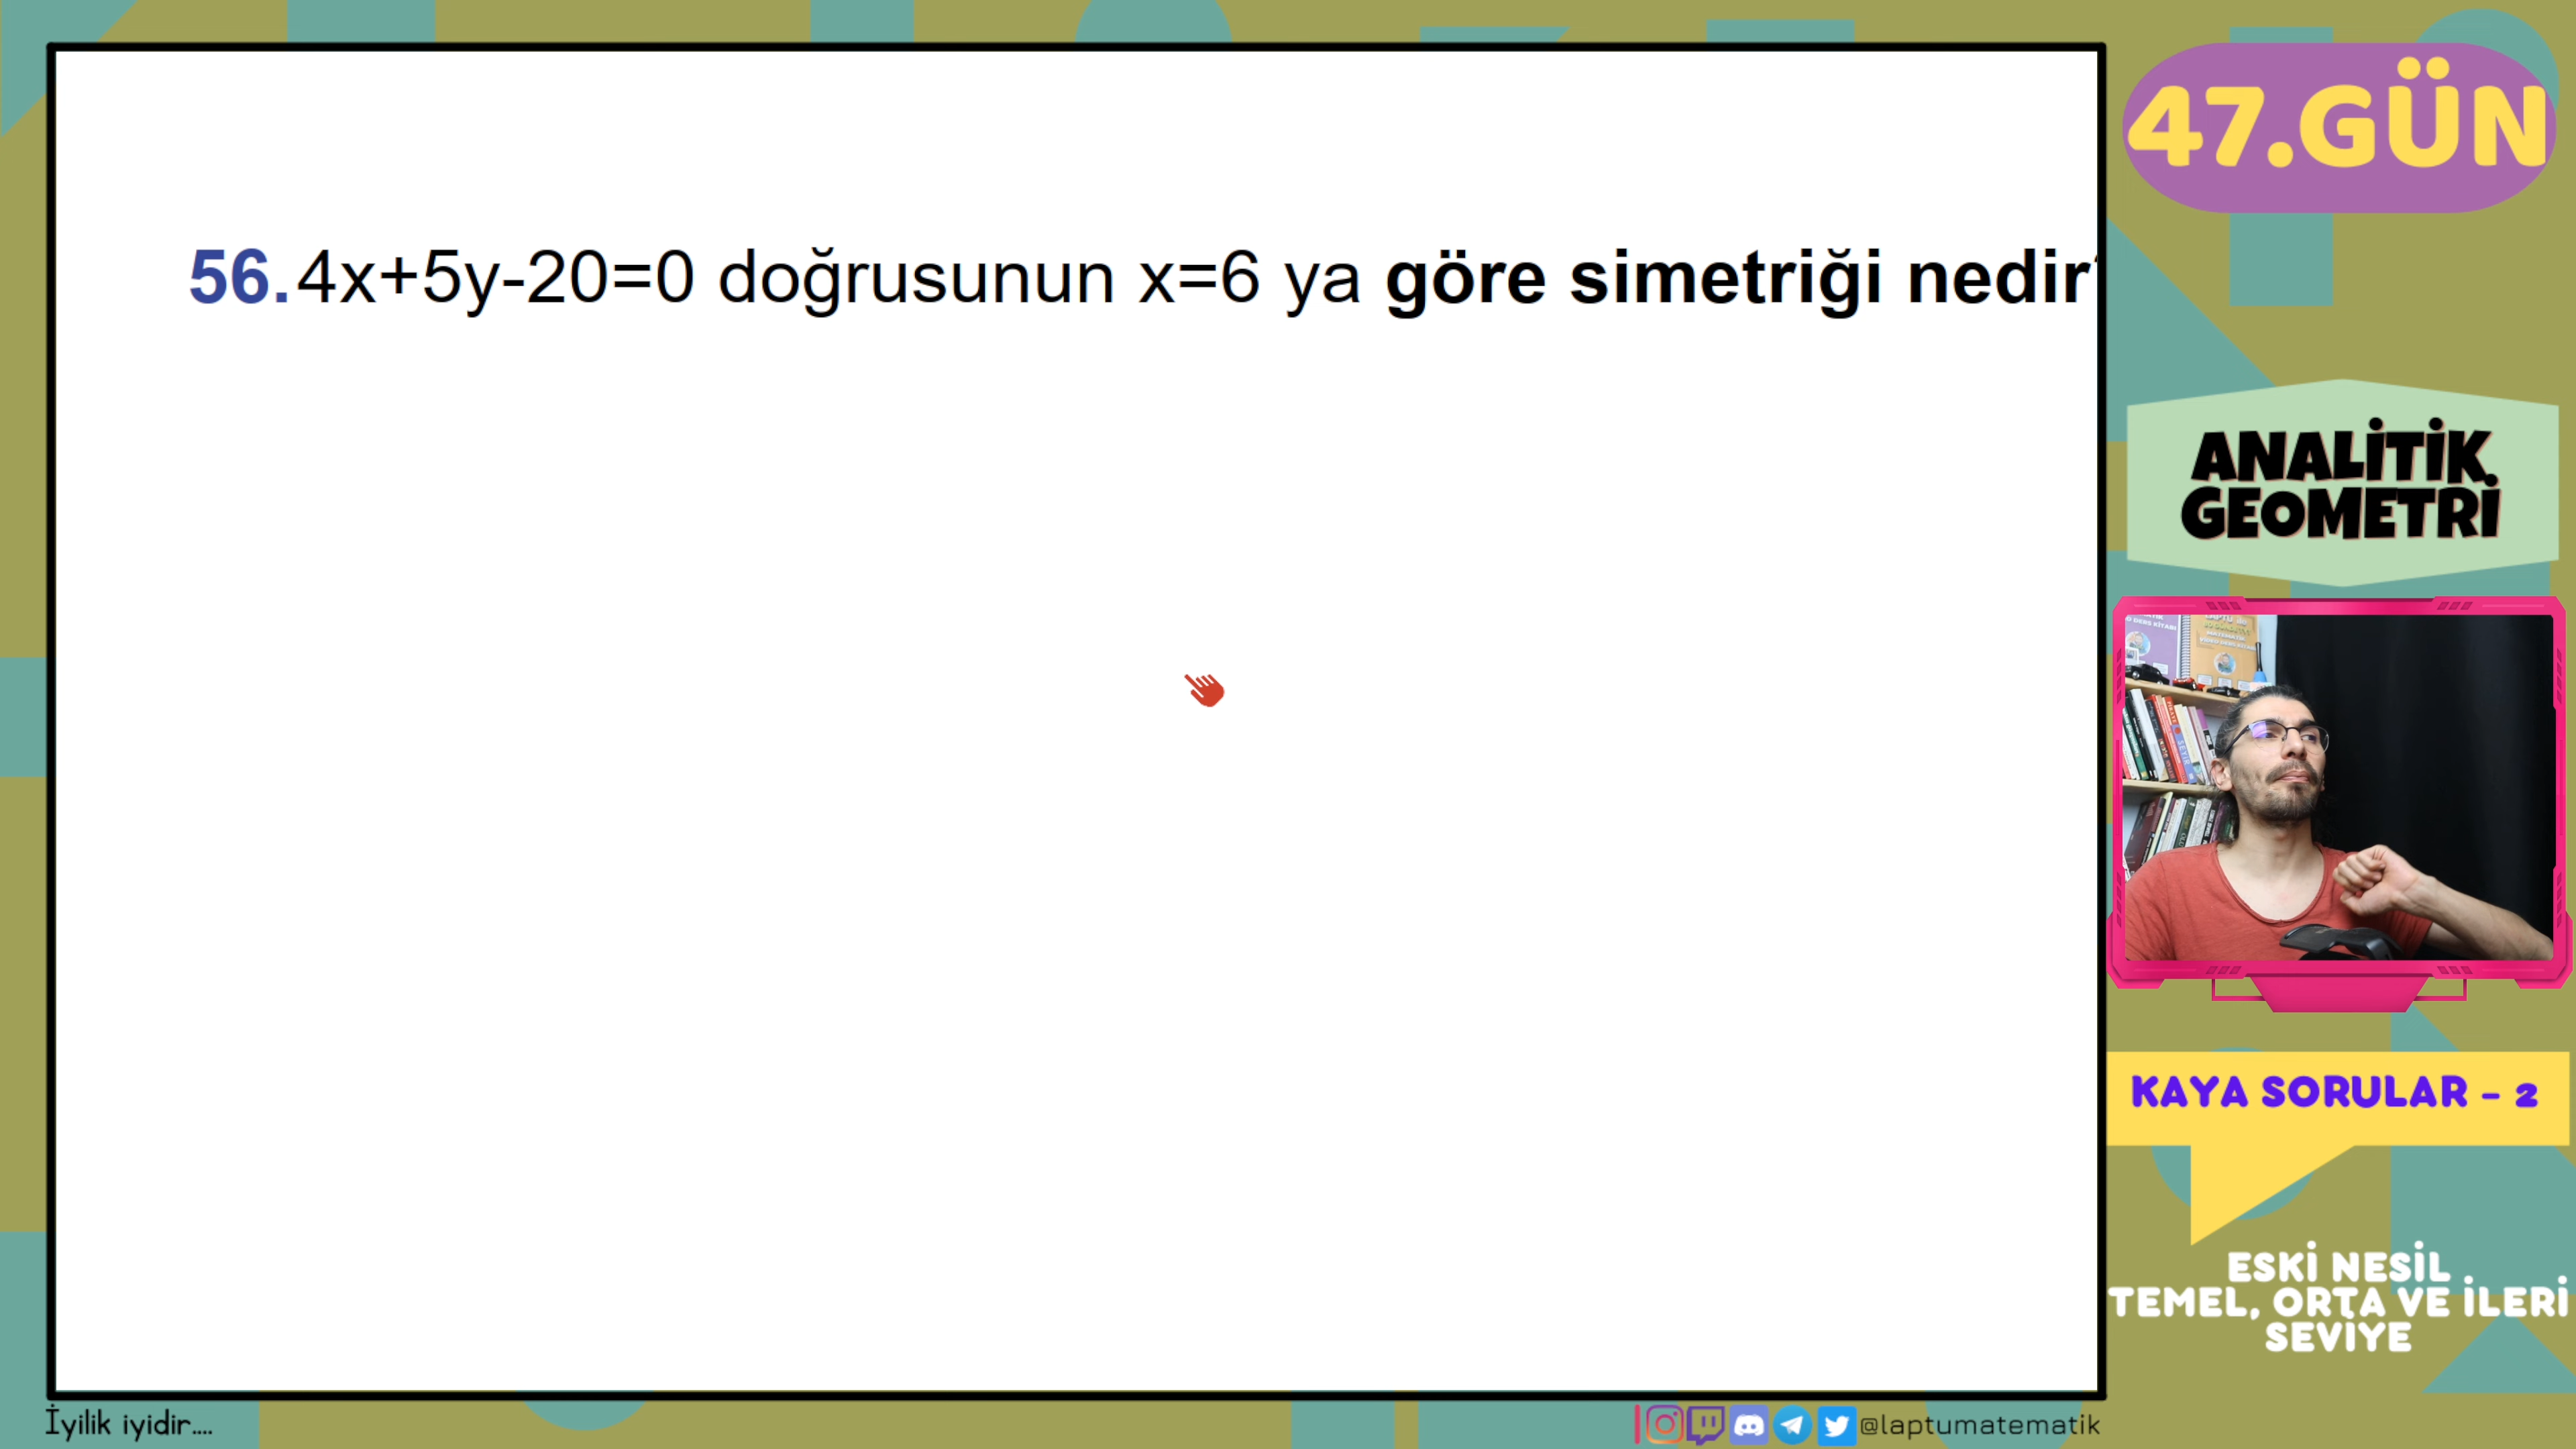 47.GÜN
56.4x+5y-20=0 doğrusunun x=6 ya göre simetriği nedir
ANALİTİK
GEOMETRİ
KAYA SORULAR - 2
ESKİ NESİL
TEMEL, ORTA VE İLERİ
SEVİYE
İyilik iyidir....
@laptumatematik